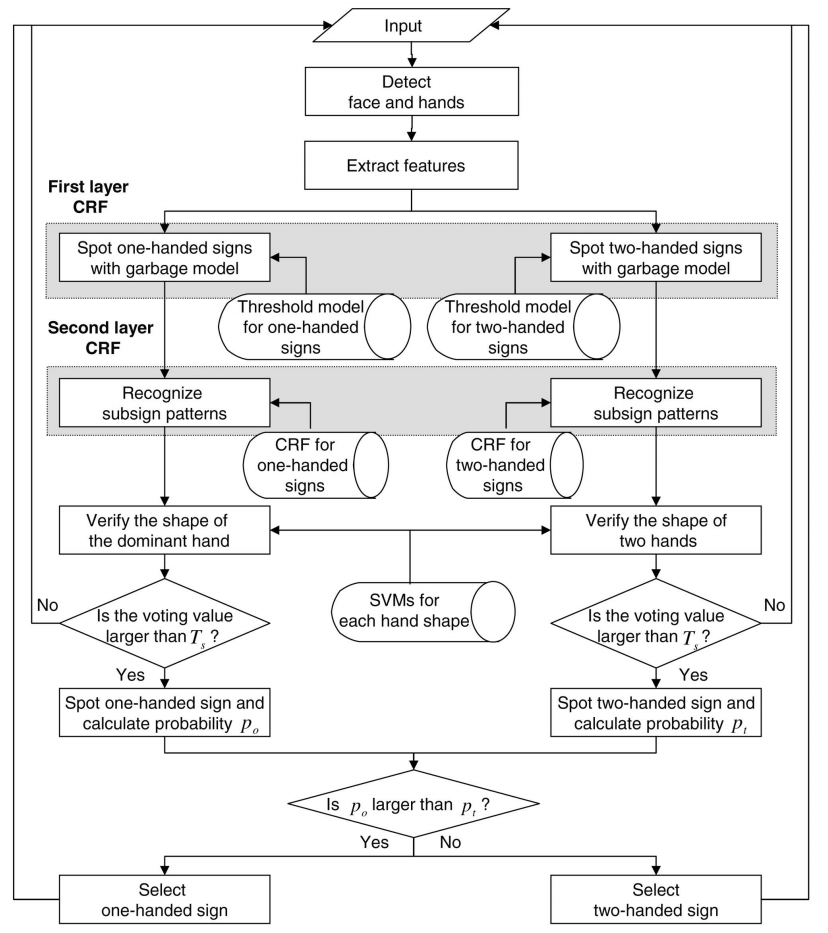 Input
Detect
face and hands
Extract features
First layer
CRF
Spot one-handed signs
with garbage model
Spot two-handed signs
with garbage model
Threshold model
for one-handed
signs
Threshold model
for two-handed
signs
Second layer
CRF
Recognize
subsign patterns
Recognize
subsign patterns
CRF for
one-handed
signs
CRF for
two-handed
signs
Verify the shape of
the dominant hand
Verify the shape of
two hands
SVMs for
each hand shape
No
Is the voting value
larger than T_s ?
Yes
Is the voting value
larger than T_s ?
No
Yes
Spot one-handed sign and
calculate probability p_o
Spot two-handed sign and
calculate probability p_t
Is p_o larger than p_t ?
Yes
No
Select
one-handed sign
Select
two-handed sign